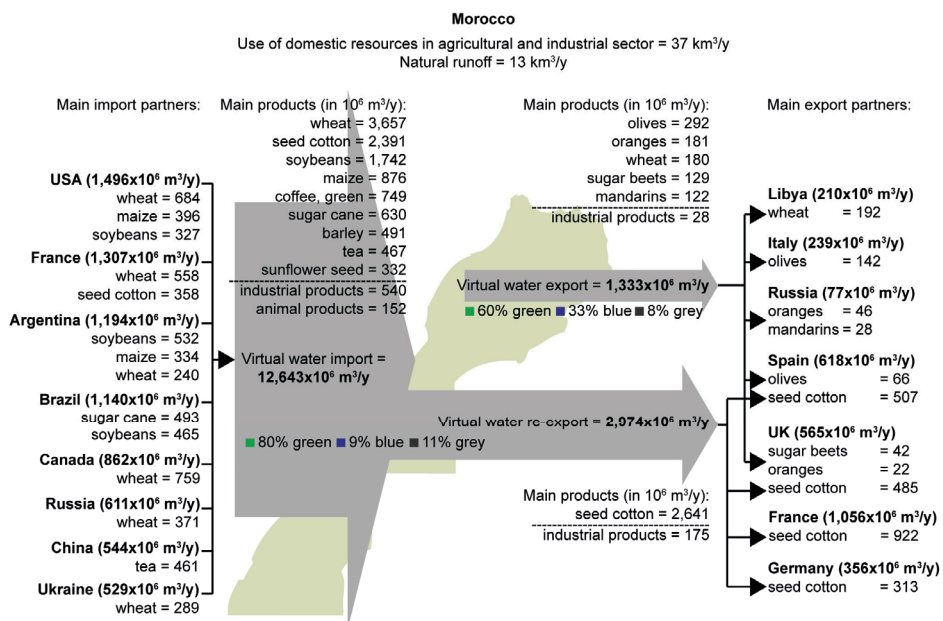 Morocco
Use of domestic resources in agricultural and industrial sector = 37 km³/y
Natural runoff = 13 km³/y
Main import partners:
USA (1,496x10⁶ m³/y)
wheat = 684
maize = 396
soybeans = 327
France (1,307x10⁶ m³/y)
wheat = 558
seed cotton = 358
Argentina (1,194x10⁶ m³/y)
soybeans = 532
maize = 334
wheat = 240
Brazil (1,140x10⁶ m³/y)
sugar cane = 493
soybeans = 465
Canada (862x10⁶ m³/y)
wheat = 759
Russia (611x10⁶ m³/y)
wheat = 371
China (544x10⁶ m³/y)
tea = 461
Ukraine (529x10⁶ m³/y)
wheat = 289
Main products (in 10⁶ m³/y):
wheat = 3,657
seed cotton = 2,391
soybeans = 1,742
maize = 876
coffee, green = 749
sugar cane = 630
barley = 491
tea = 467
sunflower seed = 332
industrial products = 540
animal products = 152
Virtual water import =
12,643x10⁶ m³/y
80% green 9% blue 11% grey
Main products (in 10⁶ m³/y):
olives = 292
oranges = 181
wheat = 180
sugar beets = 129
mandarins = 122
industrial products = 28
Virtual water export = 1,333x10⁶ m³/y
60% green 33% blue 8% grey
Virtual water re-export = 2,974x10⁶ m³/y
Main products (in 10⁶ m³/y):
seed cotton = 2,641
industrial products = 175
Main export partners:
Libya (210x10⁶ m³/y)
wheat = 192
Italy (239x10⁶ m³/y)
olives = 142
Russia (77x10⁶ m³/y)
oranges = 46
mandarins = 28
Spain (618x10⁶ m³/y)
olives = 66
seed cotton = 507
UK (565x10⁶ m³/y)
sugar beets = 42
oranges = 22
seed cotton = 485
France (1,056x10⁶ m³/y)
seed cotton = 922
Germany (356x10⁶ m³/y)
seed cotton = 313